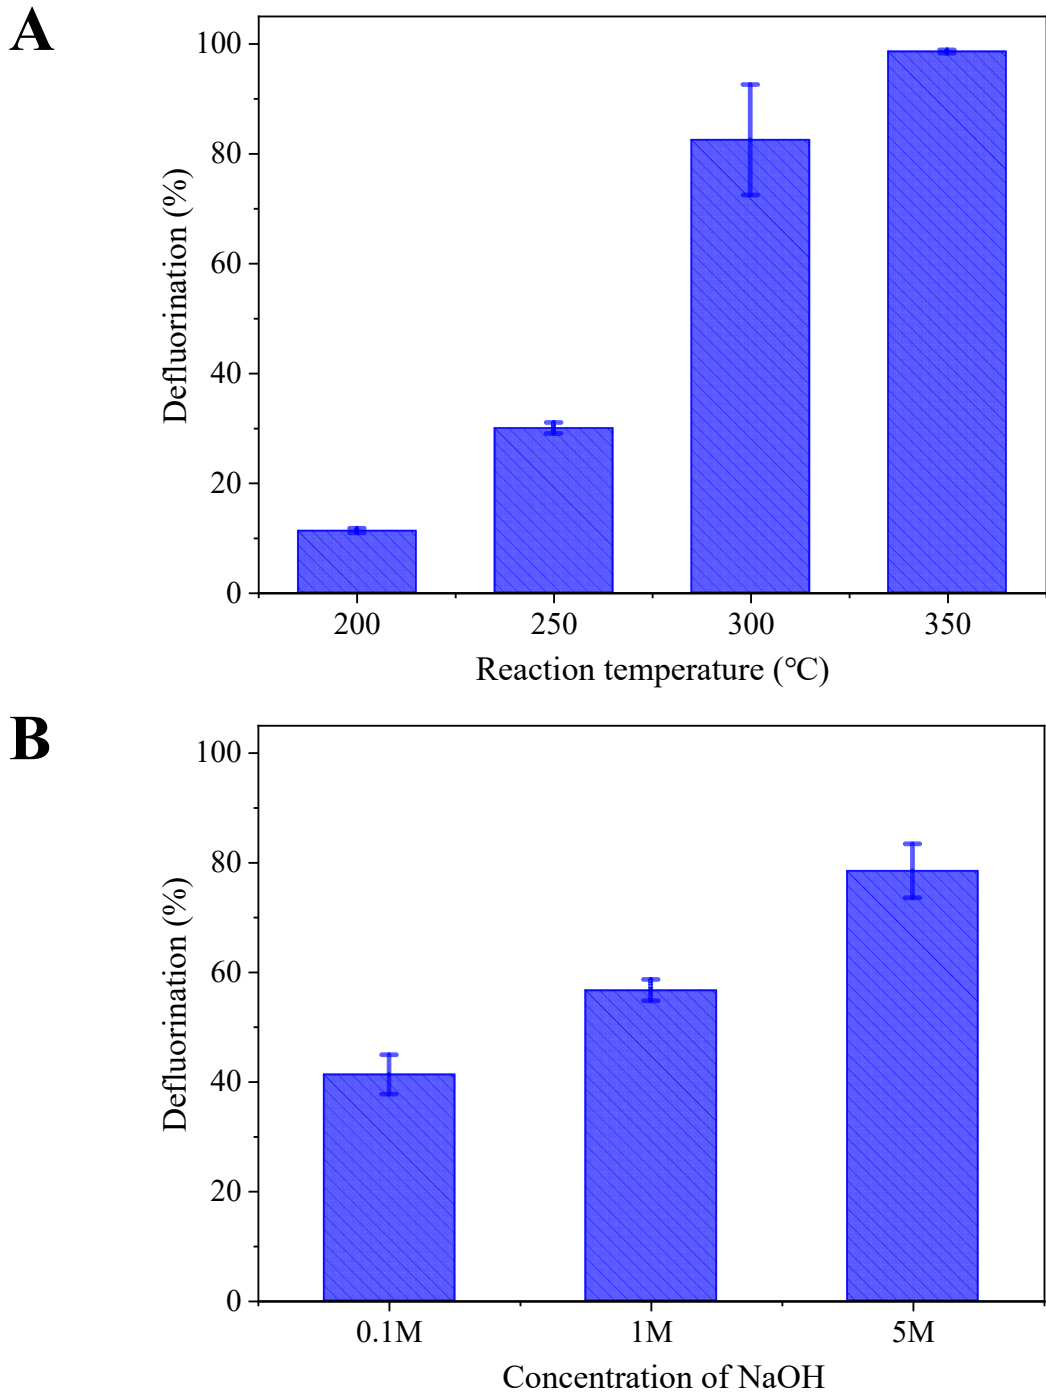 A
100
80
60
40
20
0
Defluorination (%)
200 250 300 350
Reaction temperature (℃)
B
100
80
60
40
20
0
Defluorination (%)
0.1M 1M 5M
Concentration of NaOH